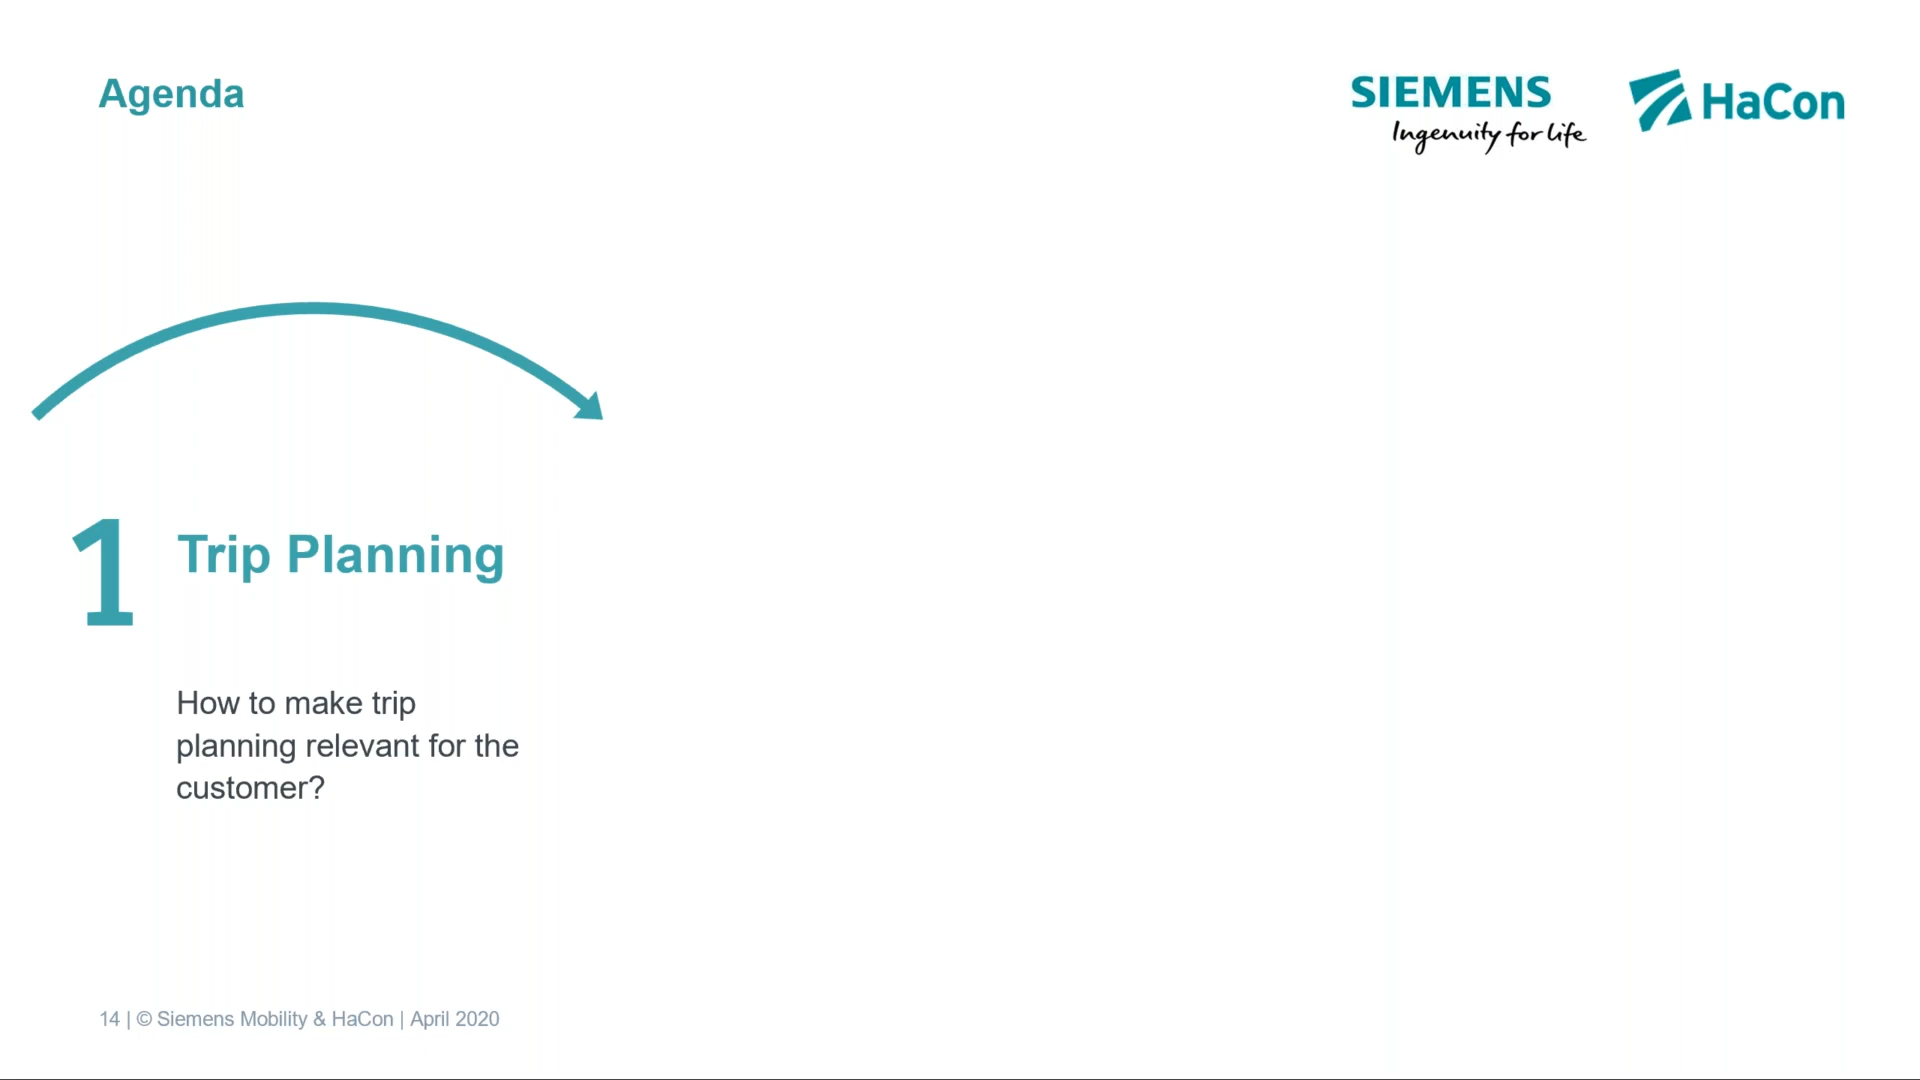 Agenda
SIEMENS
Ingenuity for life
HaCon
1
Trip Planning
How to make trip
planning relevant for the
customer?
14 | © Siemens Mobility & HaCon | April 2020